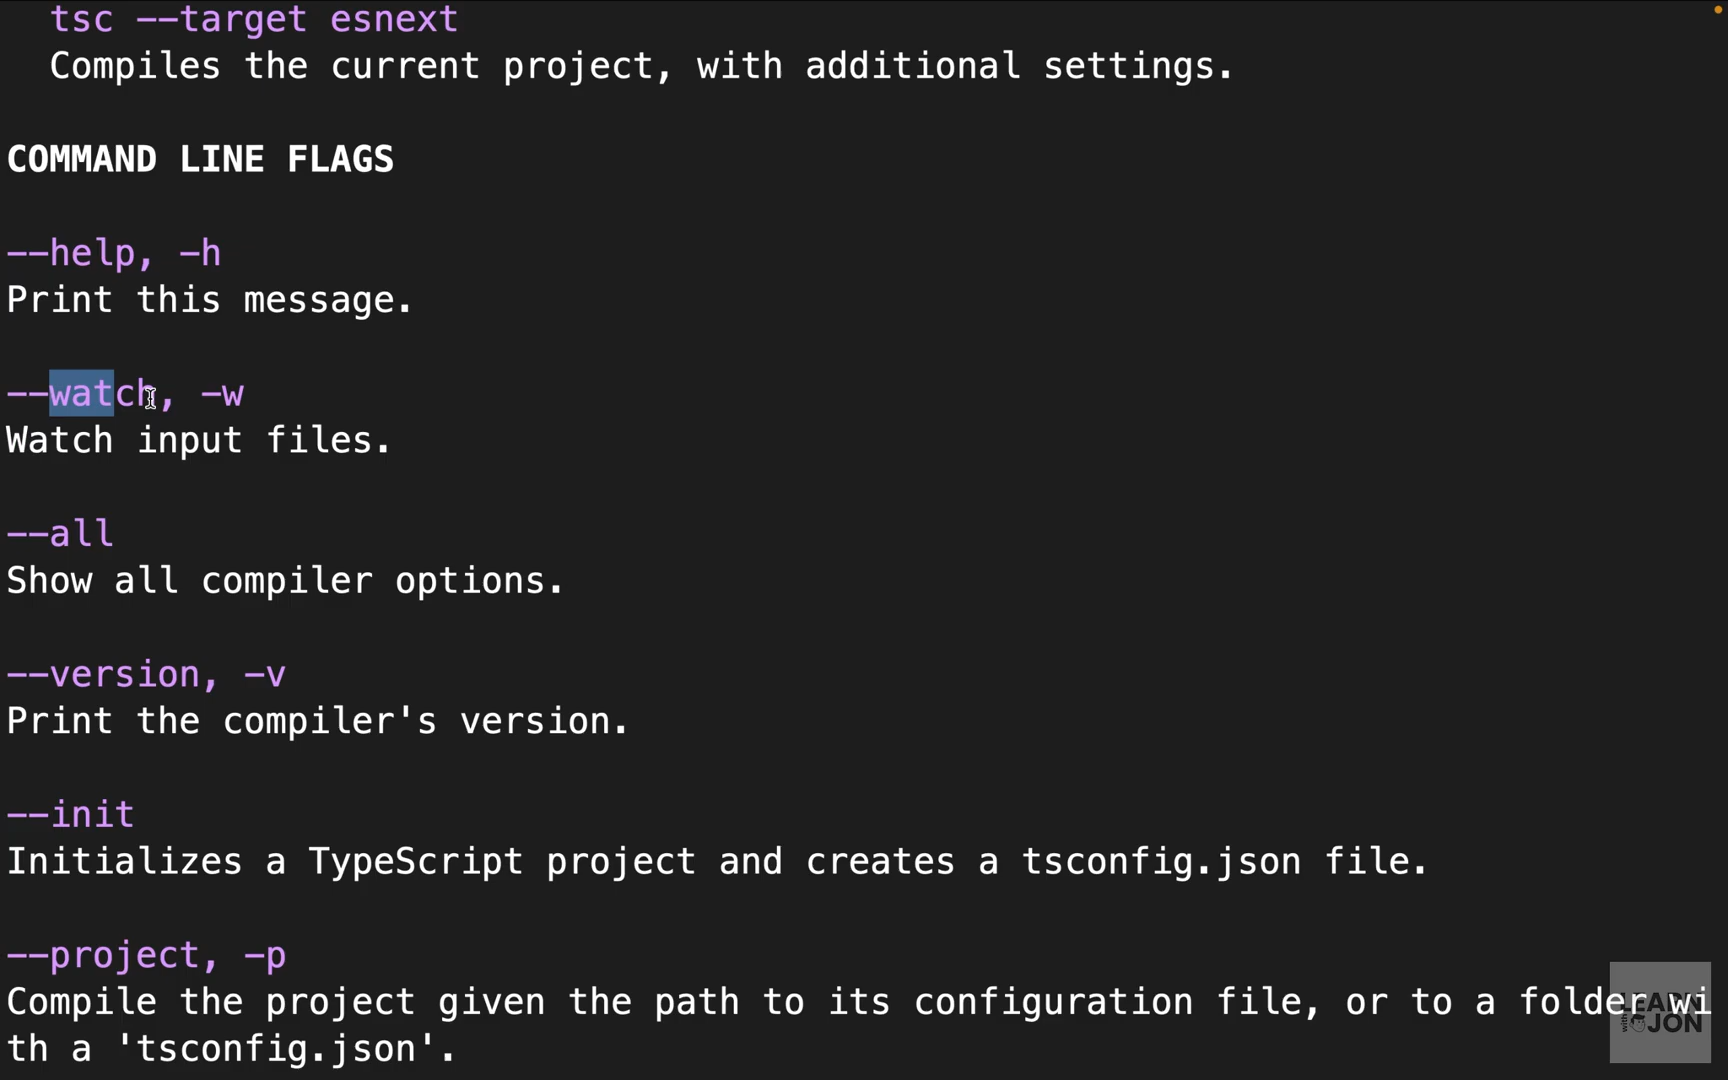 tsc --target esnext
Compiles the current project, with additional settings.
COMMAND LINE FLAGS
--help, -h
Print this message.
--watch, -w
Watch input files.
--all
Show all compiler options.
--version, -v
Print the compiler's version.
--init
Initializes a TypeScript project and creates a tsconfig.json file.
--project, -p
Compile the project given the path to its configuration file, or to a folder wi
th a 'tsconfig.json'.
LEARN
with JON